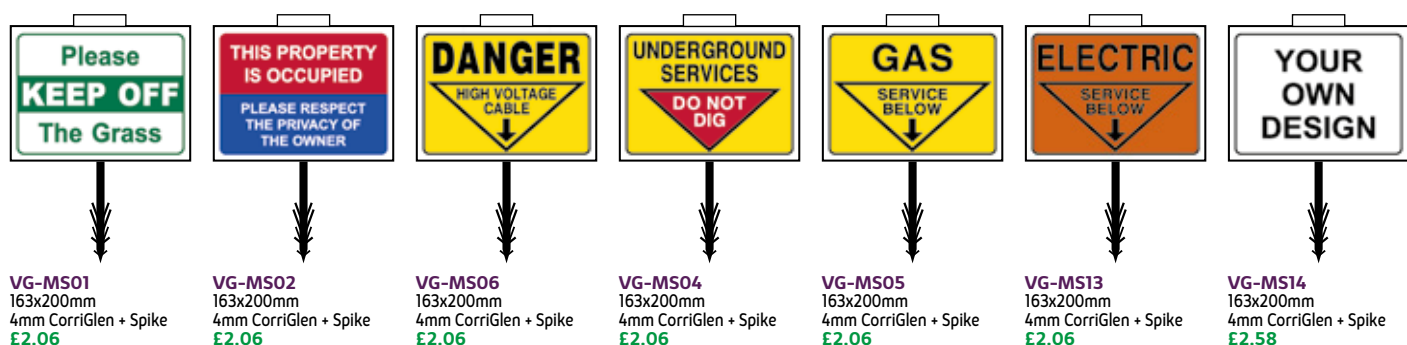 Please
KEEP OFF
The Grass
THIS PROPERTY
IS OCCUPIED
PLEASE RESPECT
THE PRIVACY OF
THE OWNER
DANGER
HIGH VOLTAGE
CABLE
UNDERGROUND
SERVICES
DO NOT
DIG
GAS
SERVICE
BELOW
ELECTRIC
SERVICE
BELOW
YOUR
OWN
DESIGN
VG-MS01
163x200mm
4mm CorriGlen + Spike
£2.06
VG-MS02
163x200mm
4mm CorriGlen + Spike
£2.06
VG-MS06
163x200mm
4mm CorriGlen + Spike
£2.06
VG-MS04
163x200mm
4mm CorriGlen + Spike
£2.06
VG-MS05
163x200mm
4mm CorriGlen + Spike
£2.06
VG-MS13
163x200mm
4mm CorriGlen + Spike
£2.06
VG-MS14
163x200mm
4mm CorriGlen + Spike
£2.58